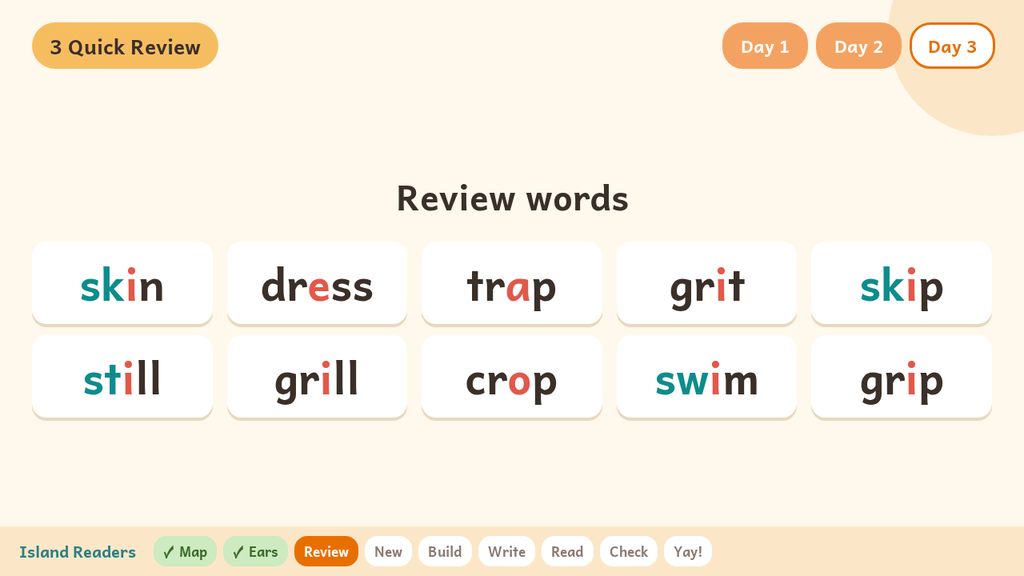 3 Quick Review
Day 1 Day 2 Day 3
Review words
skin dress trap grit skip
still grill crop swim grip
Island Readers ✓ Map ✓ Ears Review New Build Write Read Check Yay!